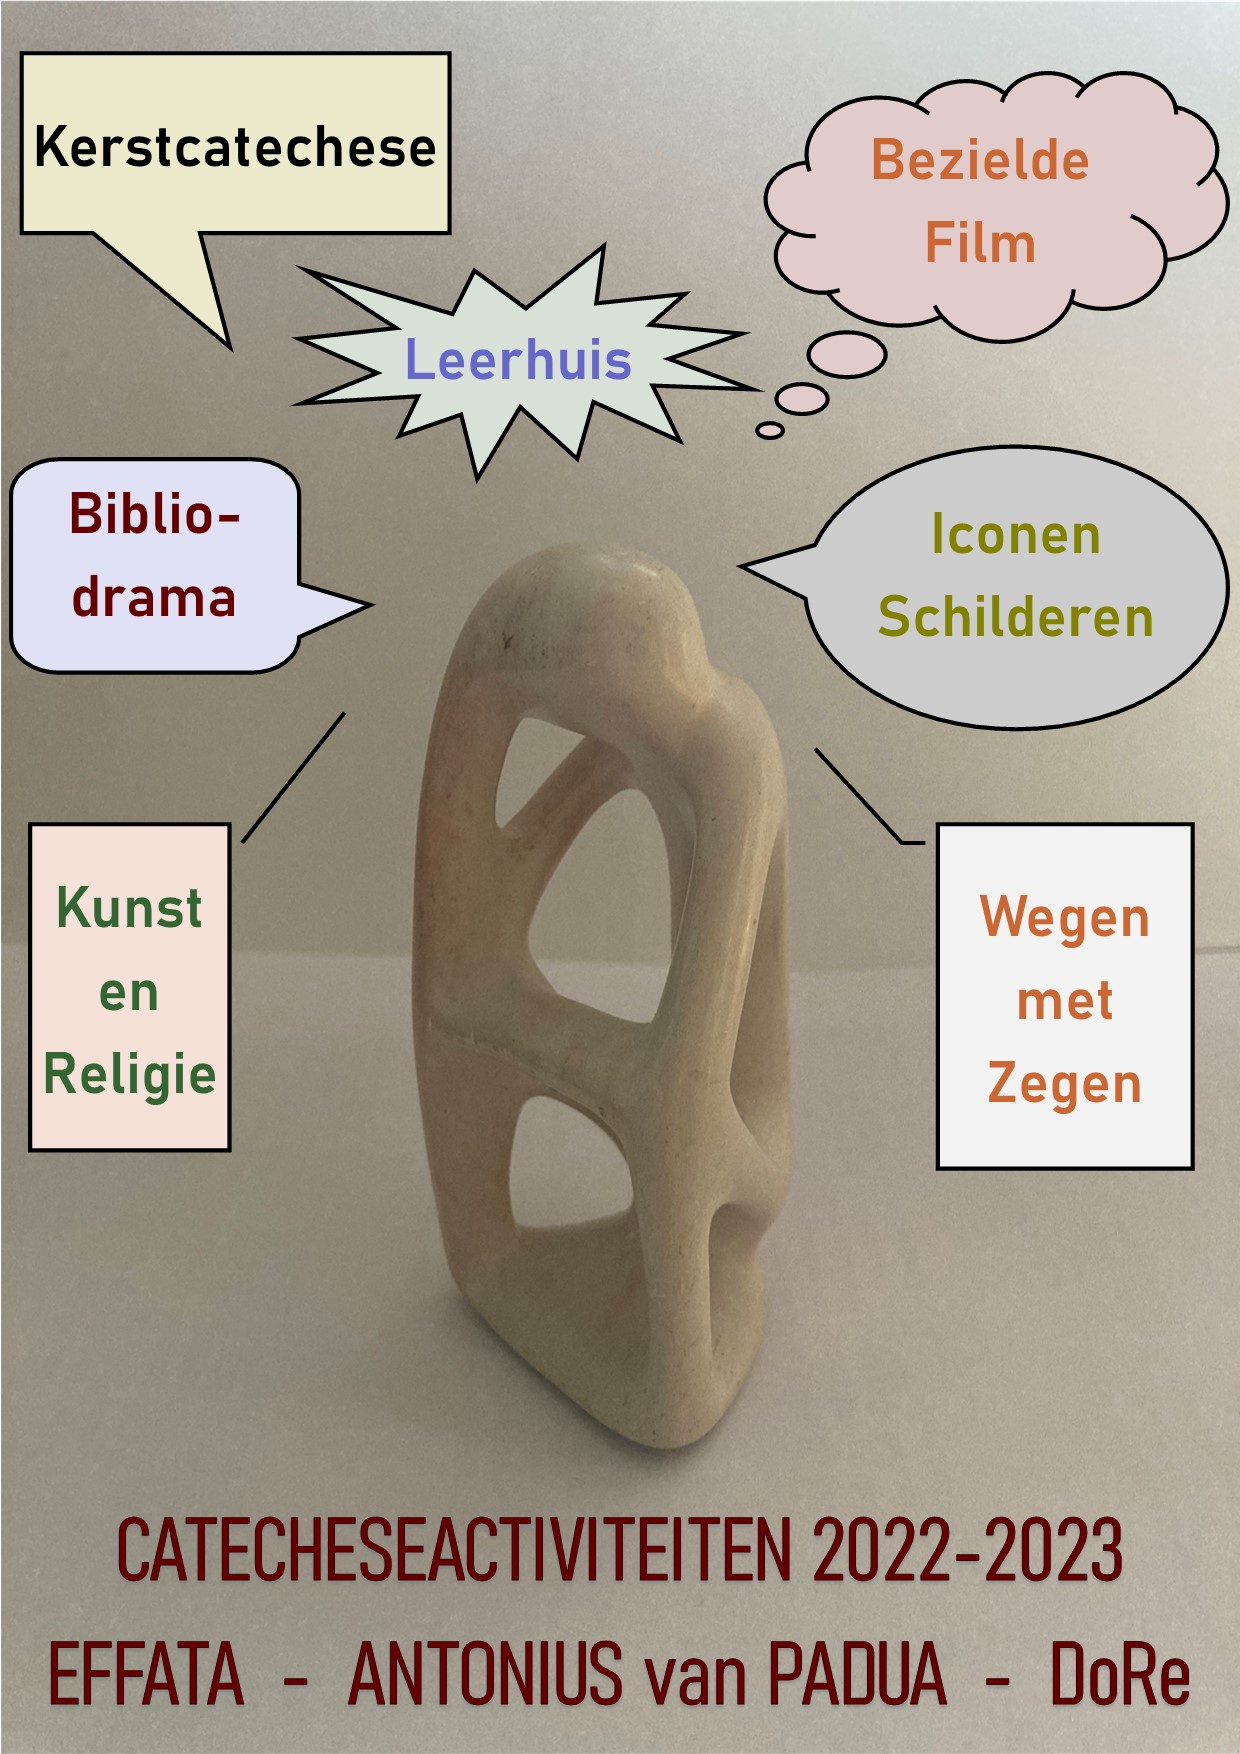 Kerstcatechese
Bezielde
Film
Leerhuis
Biblio-
drama
Iconen
Schilderen
Kunst
en
Religie
Wegen
met
Zegen
CATECHESEACTIVITEITEN 2022-2023
EFFATA - ANTONIUS van PADUA - DoRe